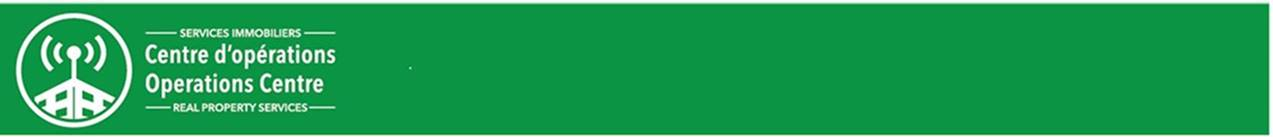 SERVICES IMMOBILIERS
Centre d'opérations
Operations Centre
REAL PROPERTY SERVICES